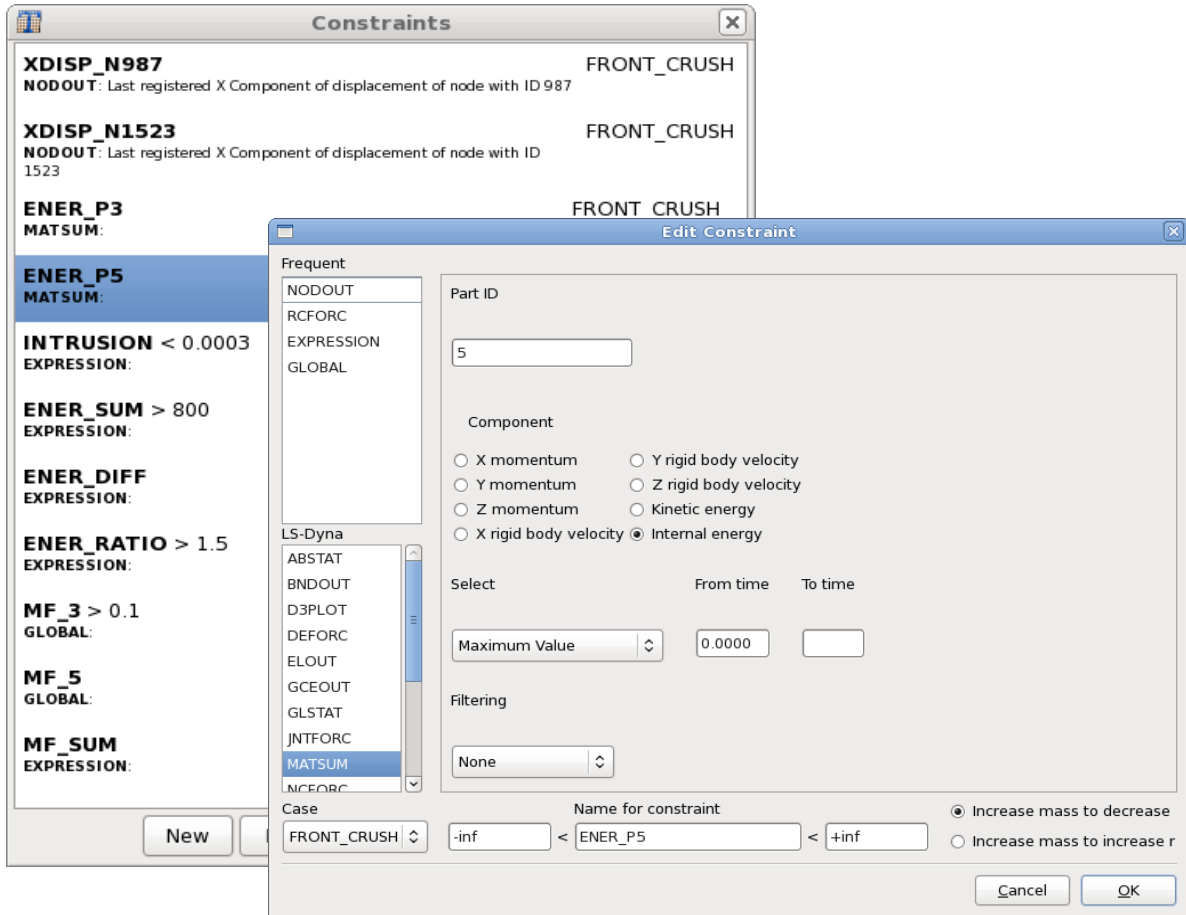 Constraints
XDISP_N987 FRONT_CRUSH
NODOUT: Last registered X Component of displacement of node with ID 987
XDISP_N1523 FRONT_CRUSH
NODOUT: Last registered X Component of displacement of node with ID
1523
ENER_P3 FRONT_CRUSH
MATSUM:
ENER_P5
MATSUM:
INTRUSION < 0.0003
EXPRESSION:
ENER_SUM > 800
EXPRESSION:
ENER_DIFF
EXPRESSION:
ENER_RATIO > 1.5
EXPRESSION:
MF_3 > 0.1
GLOBAL:
MF_5
GLOBAL:
MF_SUM
EXPRESSION:
New
Edit Constraint
Frequent
NODOUT
RCFORC
EXPRESSION
GLOBAL
LS-Dyna
ABSTAT
BNDOUT
D3PLOT
DEFORC
ELOUT
GCEOUT
GLSTAT
JNTFORC
MATSUM
NCFORC
Part ID
5
Component
X momentum Y rigid body velocity
Y momentum Z rigid body velocity
Z momentum Kinetic energy
X rigid body velocity Internal energy
Select From time To time
Maximum Value 0.0000
Filtering
None
Case Name for constraint
FRONT_CRUSH -inf < ENER_P5 < +inf
Increase mass to decrease
Increase mass to increase r
Cancel OK